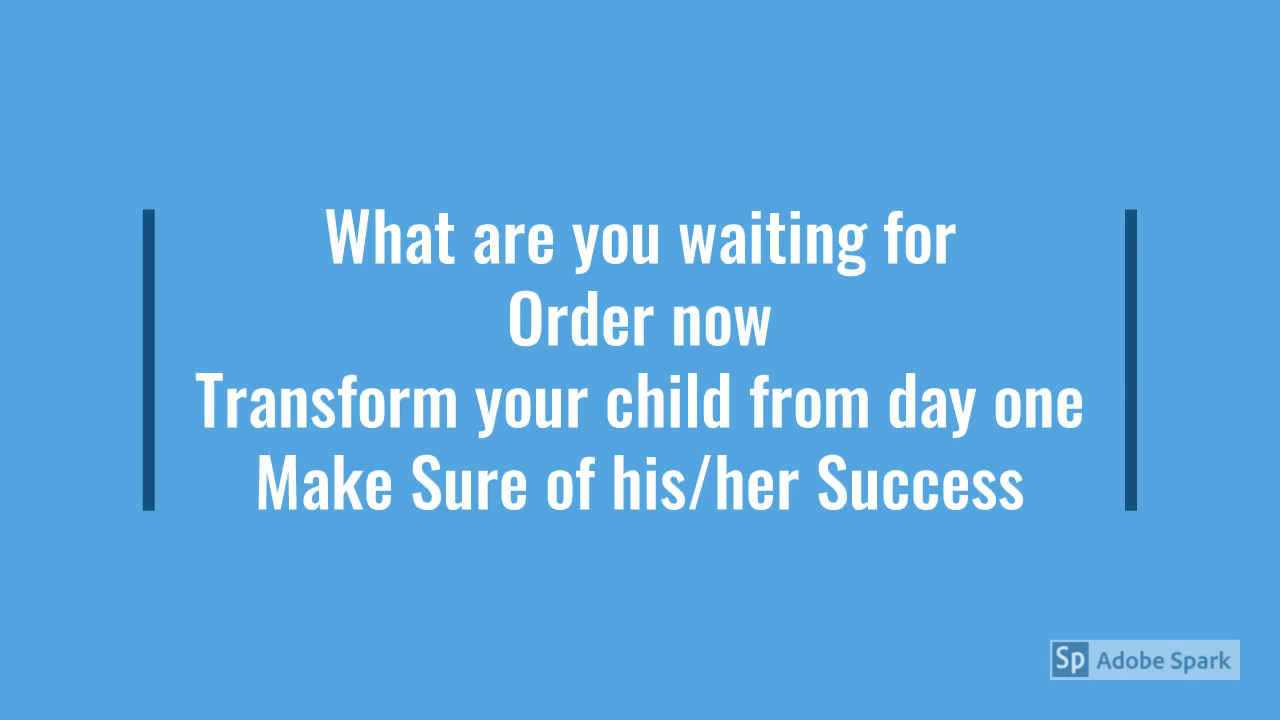 What are you waiting for
Order now
Transform your child from day one
Make Sure of his/her Success
Sp Adobe Spark